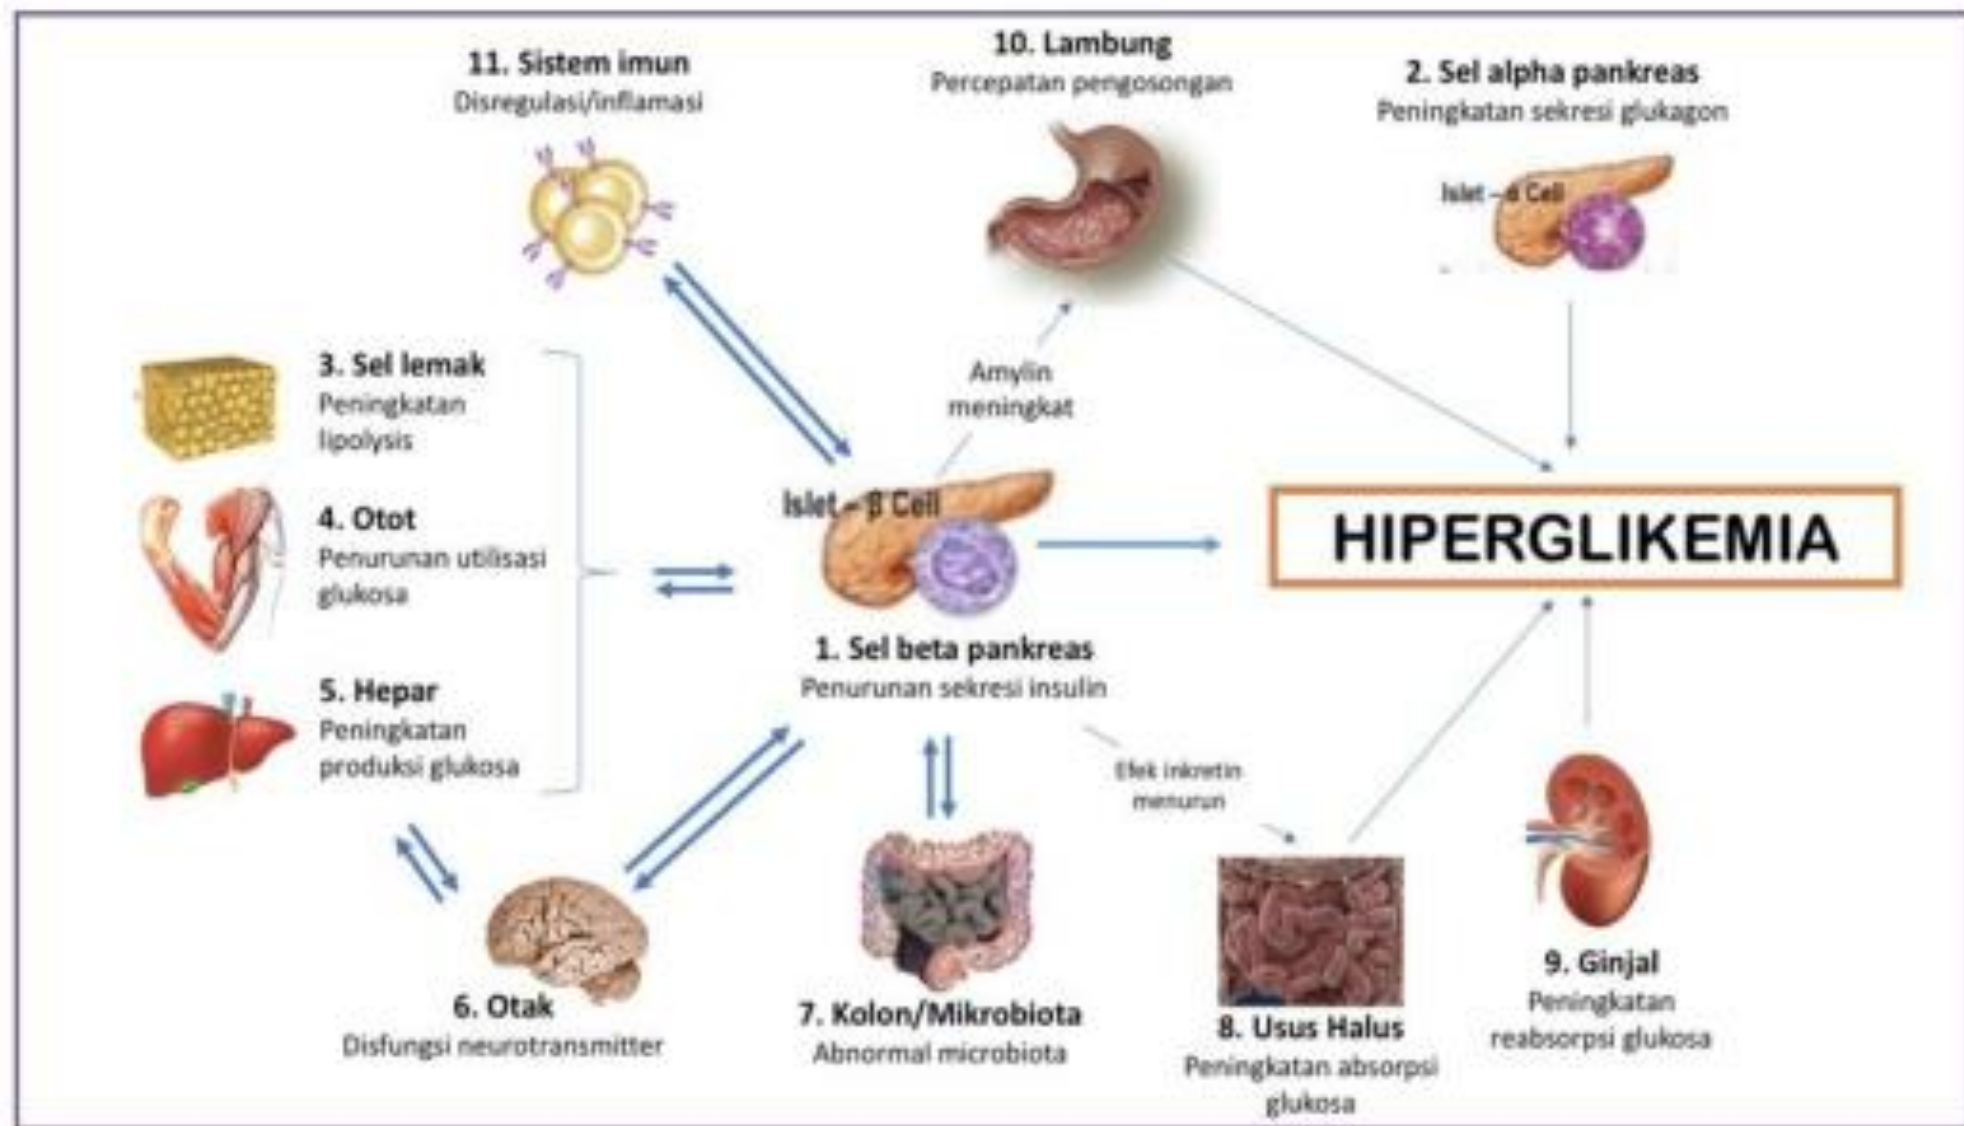 11. Sistem imun
Disregulasi/inflamasi
10. Lambung
Percepatan pengosongan
2. Sel alpha pankreas
Peningkatan sekresi glukagon
Islet – α Cell
3. Sel lemak
Peningkatan
lipolysis
Amylin
meningkat
4. Otot
Penurunan utilisasi
glukosa
Islet – β Cell
HIPERGLIKEMIA
1. Sel beta pankreas
Penurunan sekresi insulin
5. Hepar
Peningkatan
produksi glukosa
Efek inkretin
menurun
6. Otak
Disfungsi neurotransmitter
7. Kolon/Mikrobiota
Abnormal microbiota
8. Usus Halus
Peningkatan absorpsi
glukosa
9. Ginjal
Peningkatan
reabsorpsi glukosa